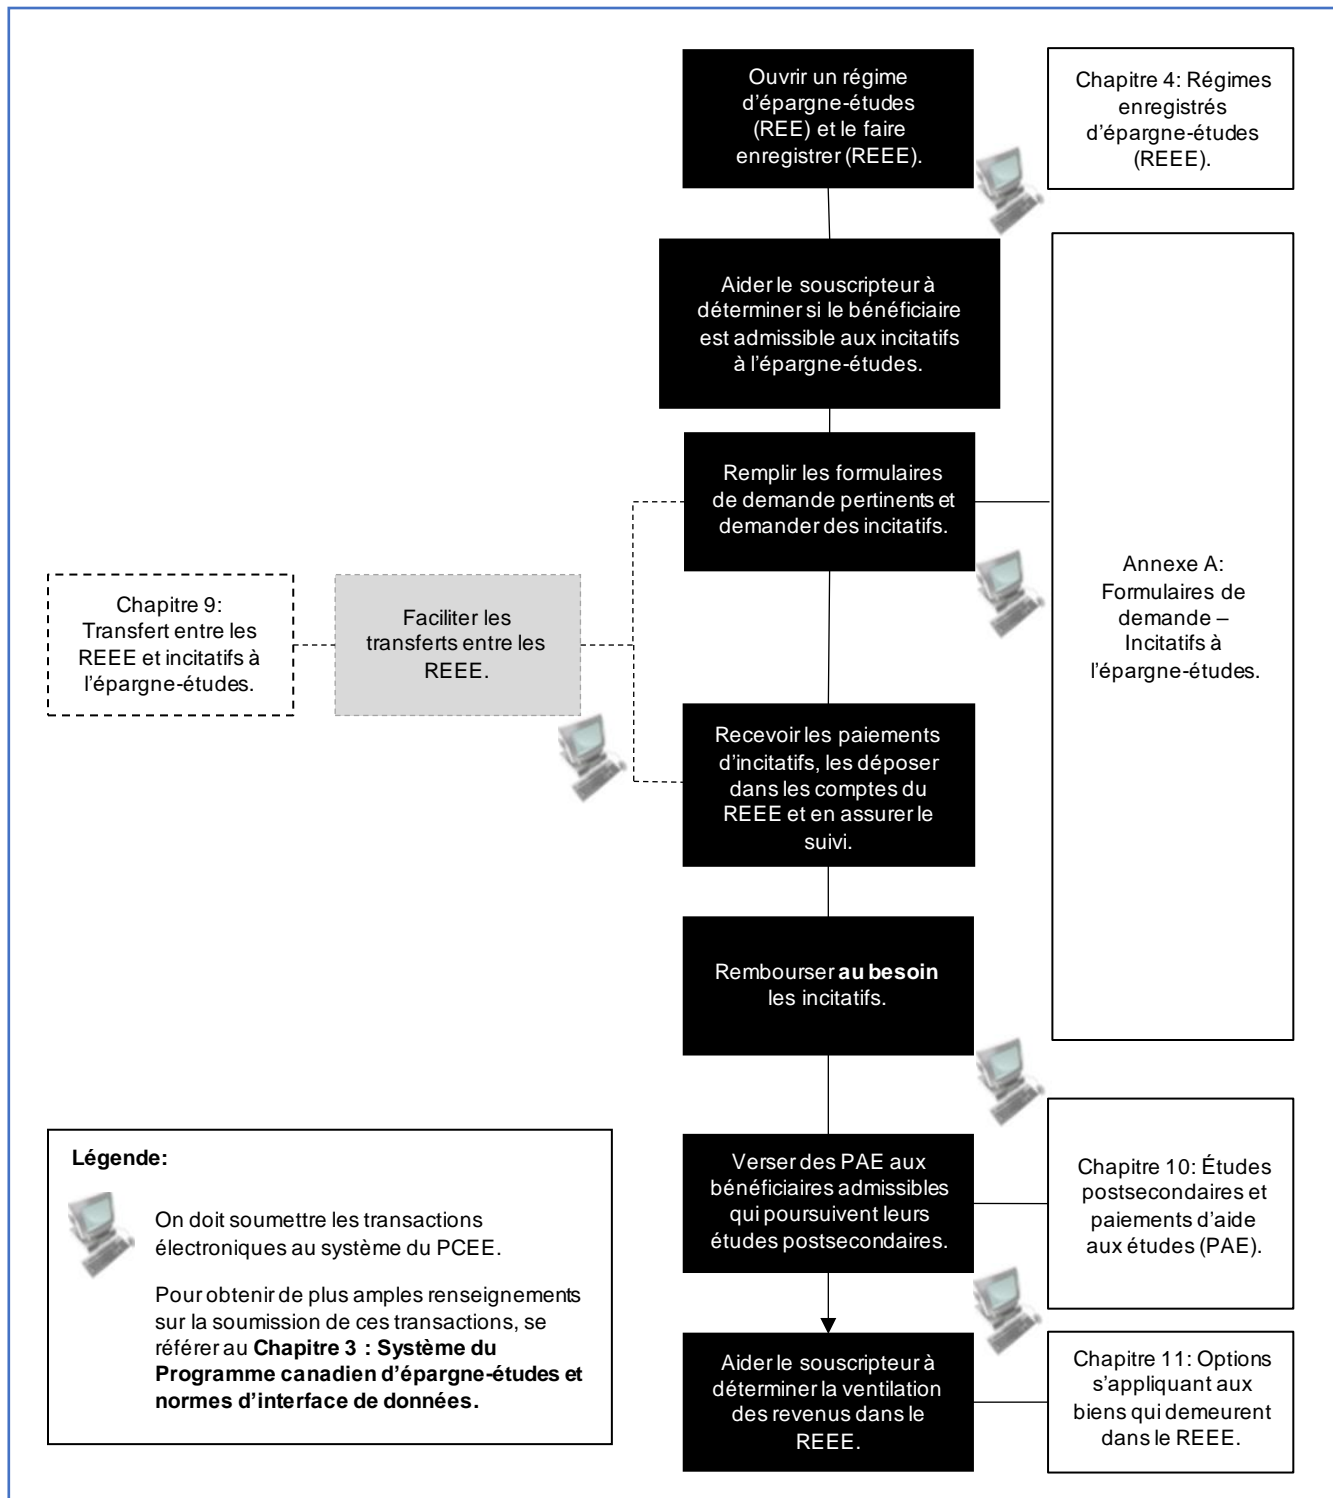 Ouvrir un régime
d'épargne-études
(REE) et le faire
enregistrer (REEE).
Chapitre 4: Régimes
enregistrés
d'épargne-études
(REEE).
Aider le souscripteur à
déterminer si le bénéficiaire
est admissible aux incitatifs
à l'épargne-études.
Remplir les formulaires
de demande pertinents et
demander des incitatifs.
Annexe A:
Formulaires de
demande –
Incitatifs à
l'épargne-études.
Chapitre 9:
Transfert entre les
REEE et incitatifs à
l'épargne-études.
Faciliter les
transferts entre les
REEE.
Recevoir les paiements
d'incitatifs, les déposer
dans les comptes du
REEE et en assurer le
suivi.
Rembourser au besoin
les incitatifs.
Verser des PAE aux
bénéficiaires admissibles
qui poursuivent leurs
études postsecondaires.
Chapitre 10: Études
postsecondaires et
paiements d'aide
aux études (PAE).
Aider le souscripteur à
déterminer la ventilation
des revenus dans le
REEE.
Chapitre 11: Options
s'appliquant aux
biens qui demeurent
dans le REEE.
Légende:
On doit soumettre les transactions
électroniques au système du PCEE.
Pour obtenir de plus amples renseignements
sur la soumission de ces transactions, se
référer au Chapitre 3 : Système du
Programme canadien d'épargne-études et
normes d'interface de données.